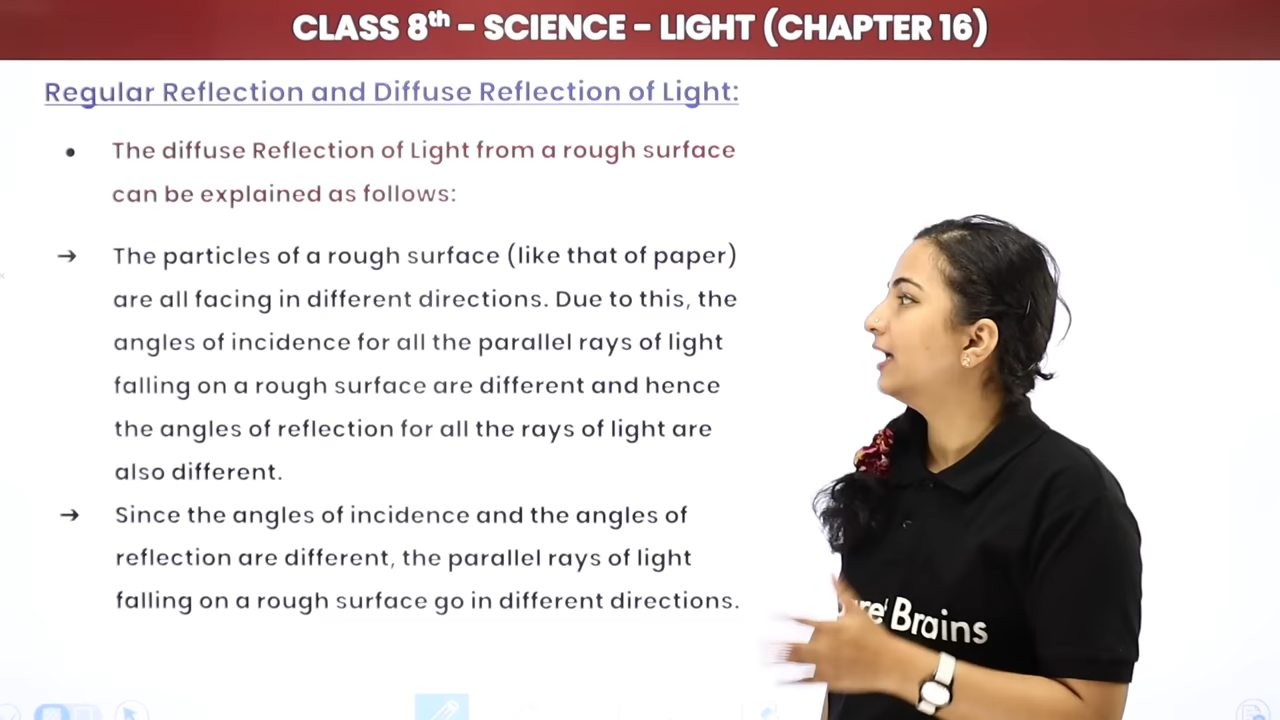 CLASS 8th – SCIENCE – LIGHT (CHAPTER 16)
Regular Reflection and Diffuse Reflection of Light:
• The diffuse Reflection of Light from a rough surface
can be explained as follows:
→ The particles of a rough surface (like that of paper)
are all facing in different directions. Due to this, the
angles of incidence for all the parallel rays of light
falling on a rough surface are different and hence
the angles of reflection for all the rays of light are
also different.
→ Since the angles of incidence and the angles of
reflection are different, the parallel rays of light
falling on a rough surface go in different directions.
Brains